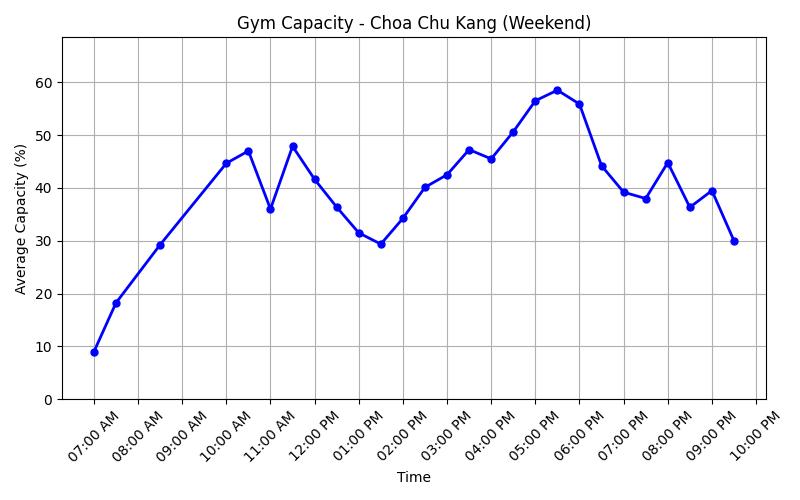 Gym Capacity - Choa Chu Kang (Weekend)
Average Capacity (%)
60
50
40
30
20
10
0
07:00 AM
08:00 AM
09:00 AM
10:00 AM
11:00 AM
12:00 PM
01:00 PM
02:00 PM
03:00 PM
04:00 PM
05:00 PM
06:00 PM
07:00 PM
08:00 PM
09:00 PM
10:00 PM
Time